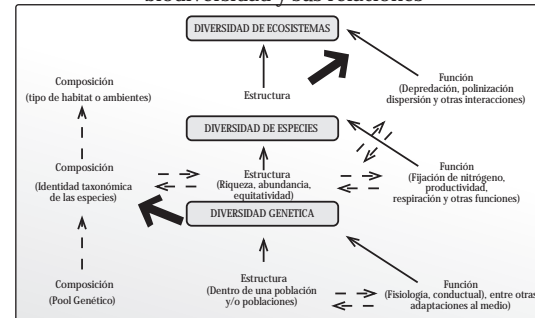 biodiversidad y sus relaciones
DIVERSIDAD DE ECOSISTEMAS
Composición
(tipo de habitat o ambientes)
Estructura
Función
(Depredación, polinización
dispersión y otras interacciones)
DIVERSIDAD DE ESPECIES
Composición
(Identidad taxonómica
de las especies)
Estructura
(Riqueza, abundancia,
equitatividad)
Función
(Fijación de nitrógeno,
productividad,
respiración y otras funciones)
DIVERSIDAD GENETICA
Composición
(Pool Genético)
Estructura
(Dentro de una población
y/o poblaciones)
Función
(Fisiología, conductual), entre otras
adaptaciones al medio)